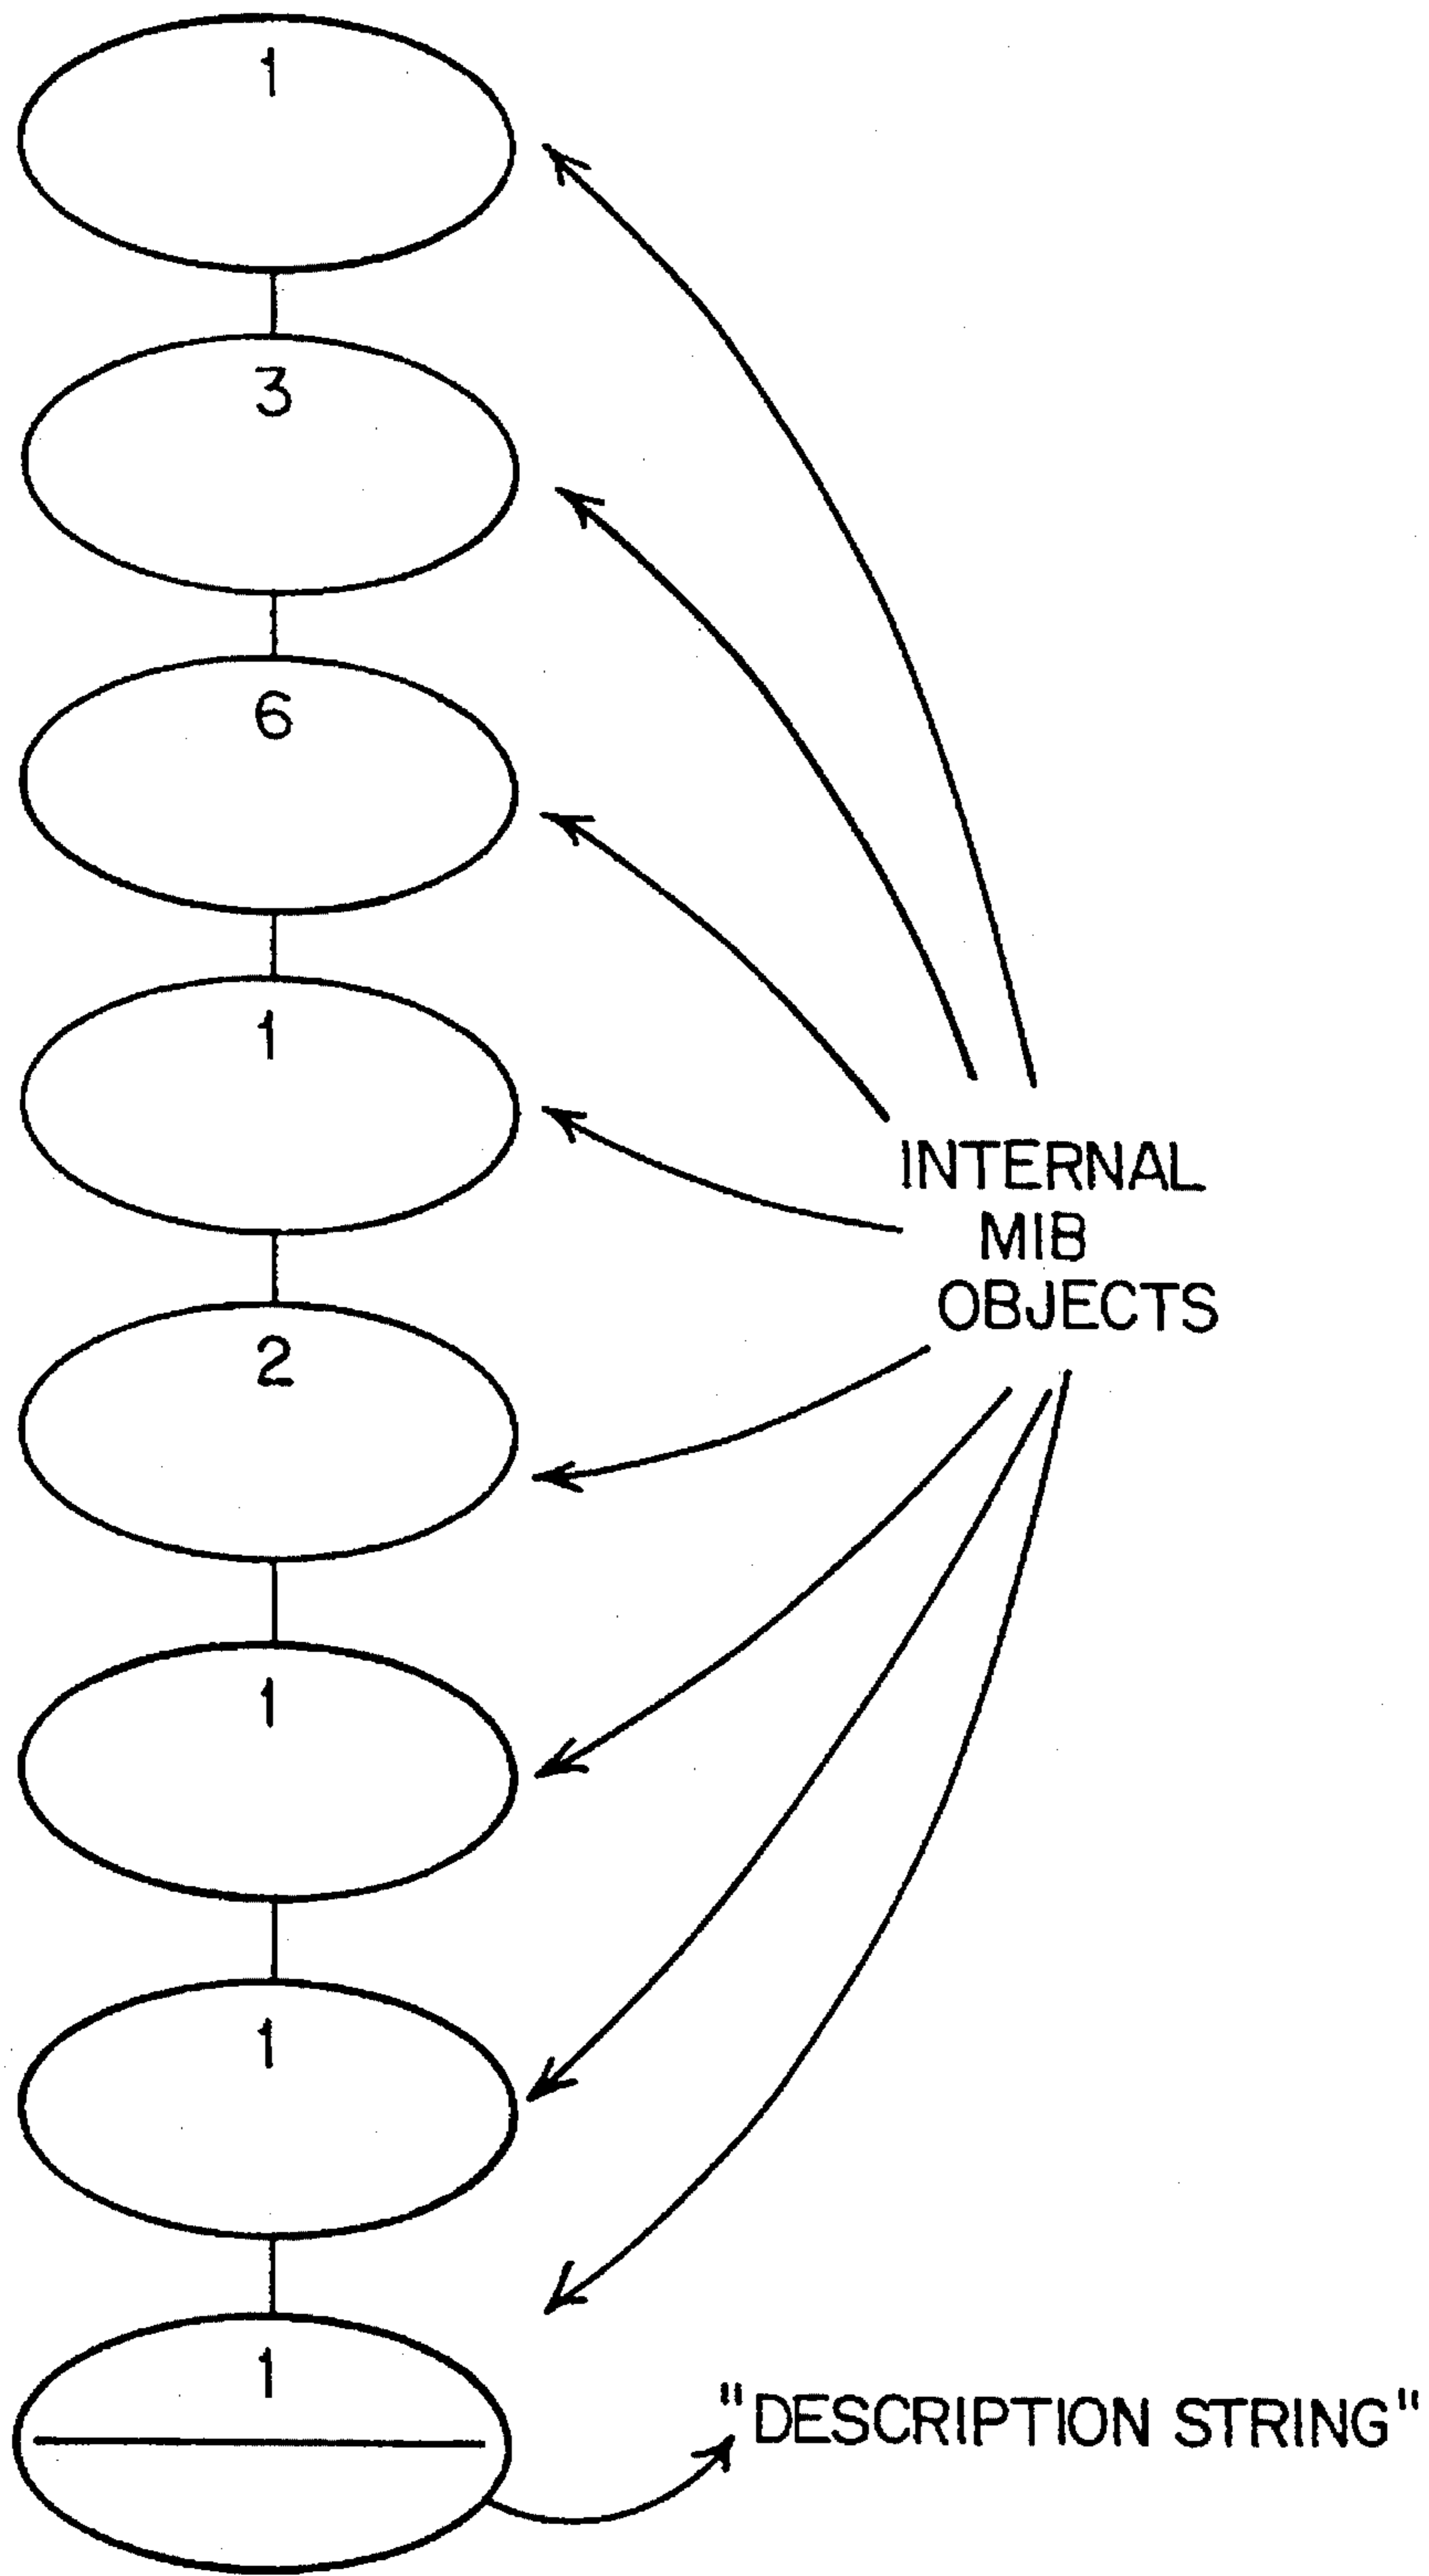 1
3
6
1
INTERNAL
MIB
OBJECTS
2
1
1
1
"DESCRIPTION STRING"